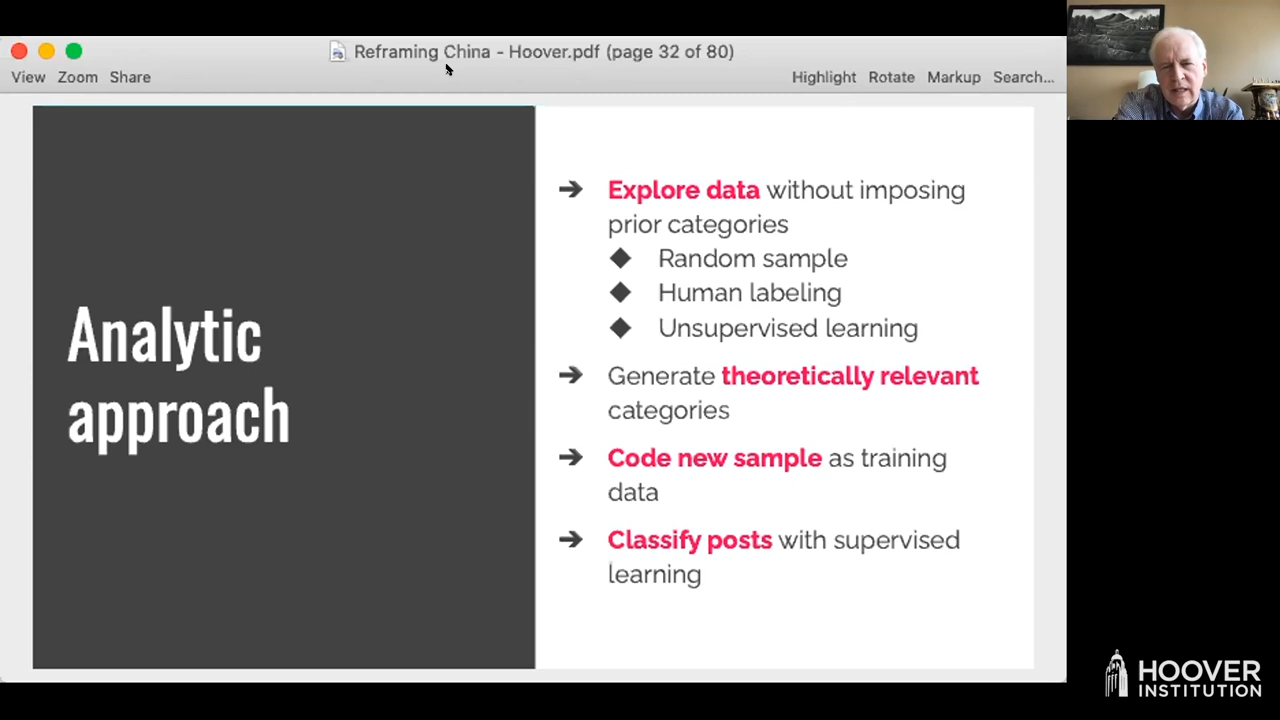 Reframing China - Hoover.pdf (page 32 of 80)
View Zoom Share
Highlight Rotate Markup Search...
Analytic
approach
➔ Explore data without imposing
prior categories
◆ Random sample
◆ Human labeling
◆ Unsupervised learning
➔ Generate theoretically relevant
categories
➔ Code new sample as training
data
➔ Classify posts with supervised
learning
HOOVER
INSTITUTION